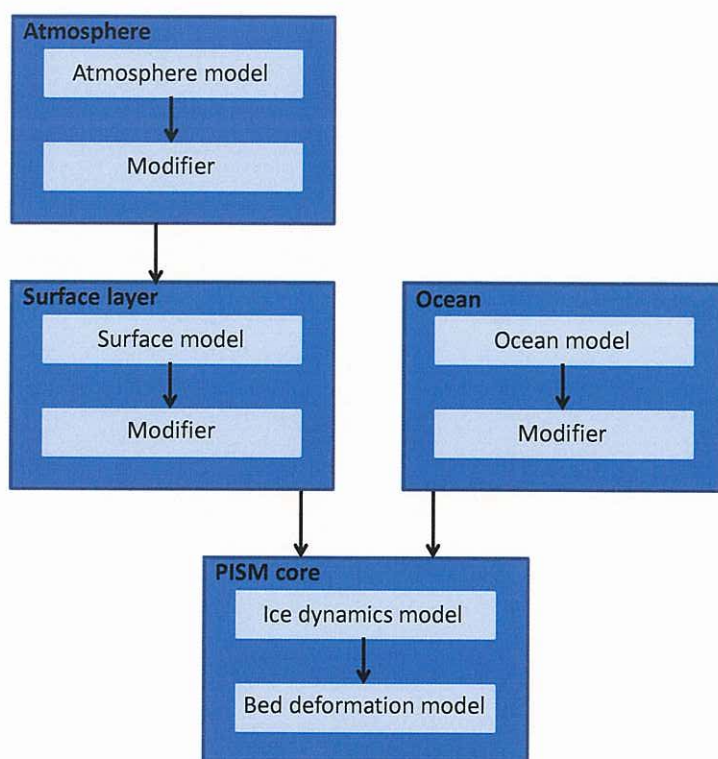 Atmosphere
Atmosphere model
Modifier
Surface layer
Surface model
Modifier
Ocean
Ocean model
Modifier
PISM core
Ice dynamics model
Bed deformation model